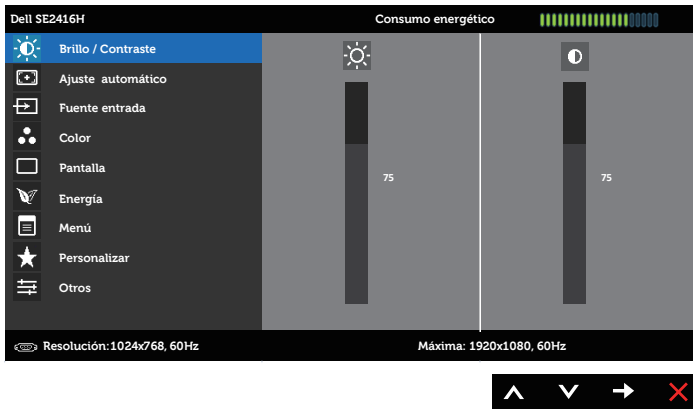 Dell SE2416H Consumo energético
Brillo / Contraste
Ajuste automático
Fuente entrada
Color
Pantalla
Energía
Menú
Personalizar
Otros
75 75
Resolución:1024x768, 60Hz Máxima: 1920x1080, 60Hz